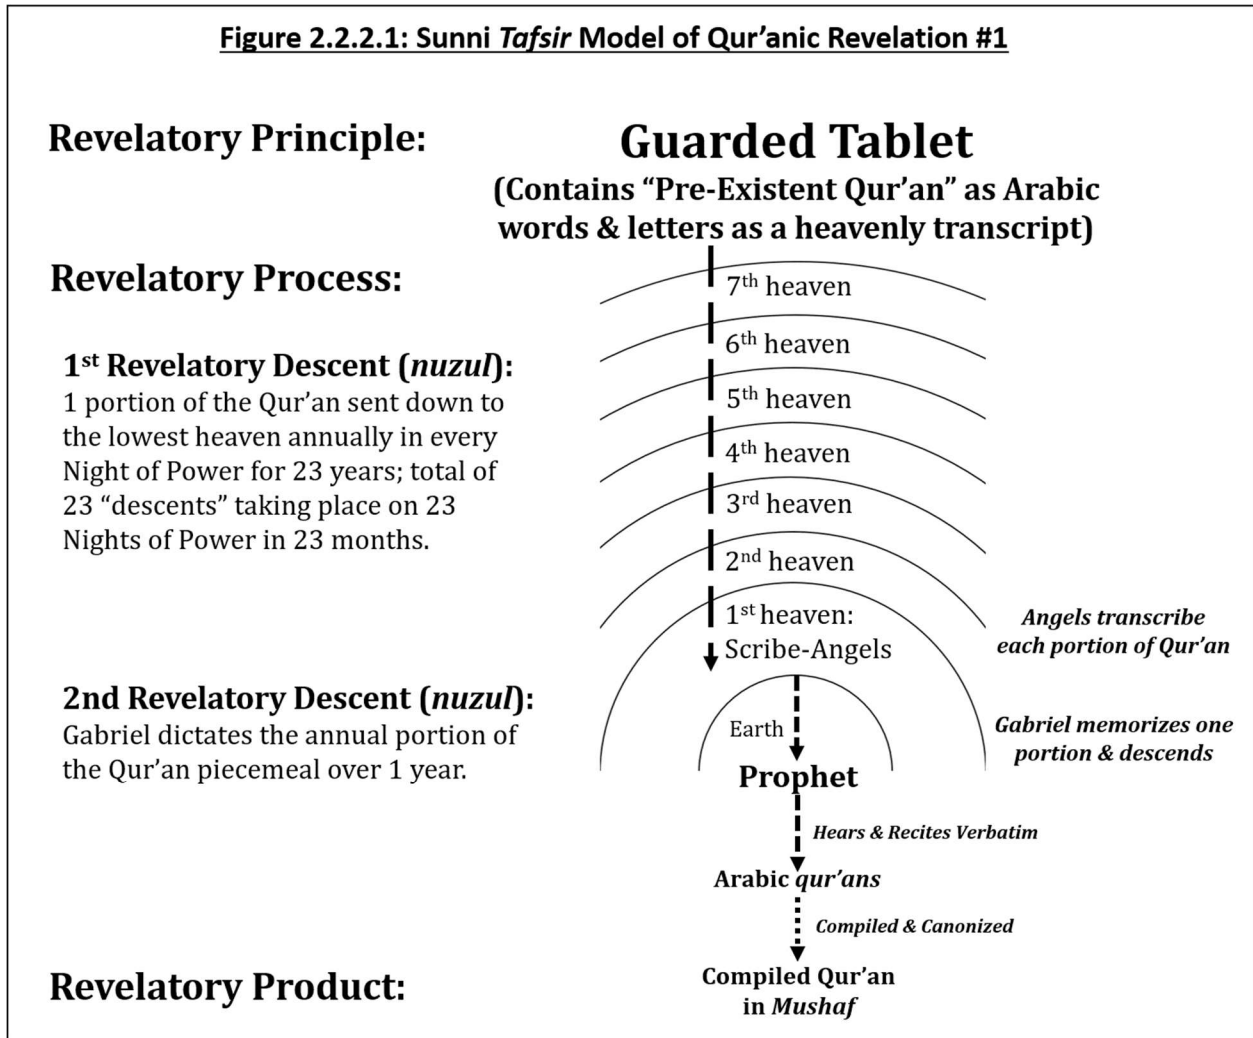 Figure 2.2.2.1: Sunni Tafsir Model of Qur’anic Revelation #1
Revelatory Principle:
Guarded Tablet
(Contains “Pre-Existent Qur’an” as Arabic
words & letters as a heavenly transcript)
Revelatory Process:
7th heaven
6th heaven
1st Revelatory Descent (nuzul):
1 portion of the Qur’an sent down to
the lowest heaven annually in every
Night of Power for 23 years; total of
23 “descents” taking place on 23
Nights of Power in 23 months.
5th heaven
4th heaven
3rd heaven
2nd heaven
1st heaven:
Scribe-Angels
Angels transcribe
each portion of Qur’an
2nd Revelatory Descent (nuzul):
Gabriel dictates the annual portion of
the Qur’an piecemeal over 1 year.
Earth
Gabriel memorizes one
portion & descends
Prophet
Hears & Recites Verbatim
Arabic qur’ans
Compiled & Canonized
Revelatory Product:
Compiled Qur’an
in Mushaf